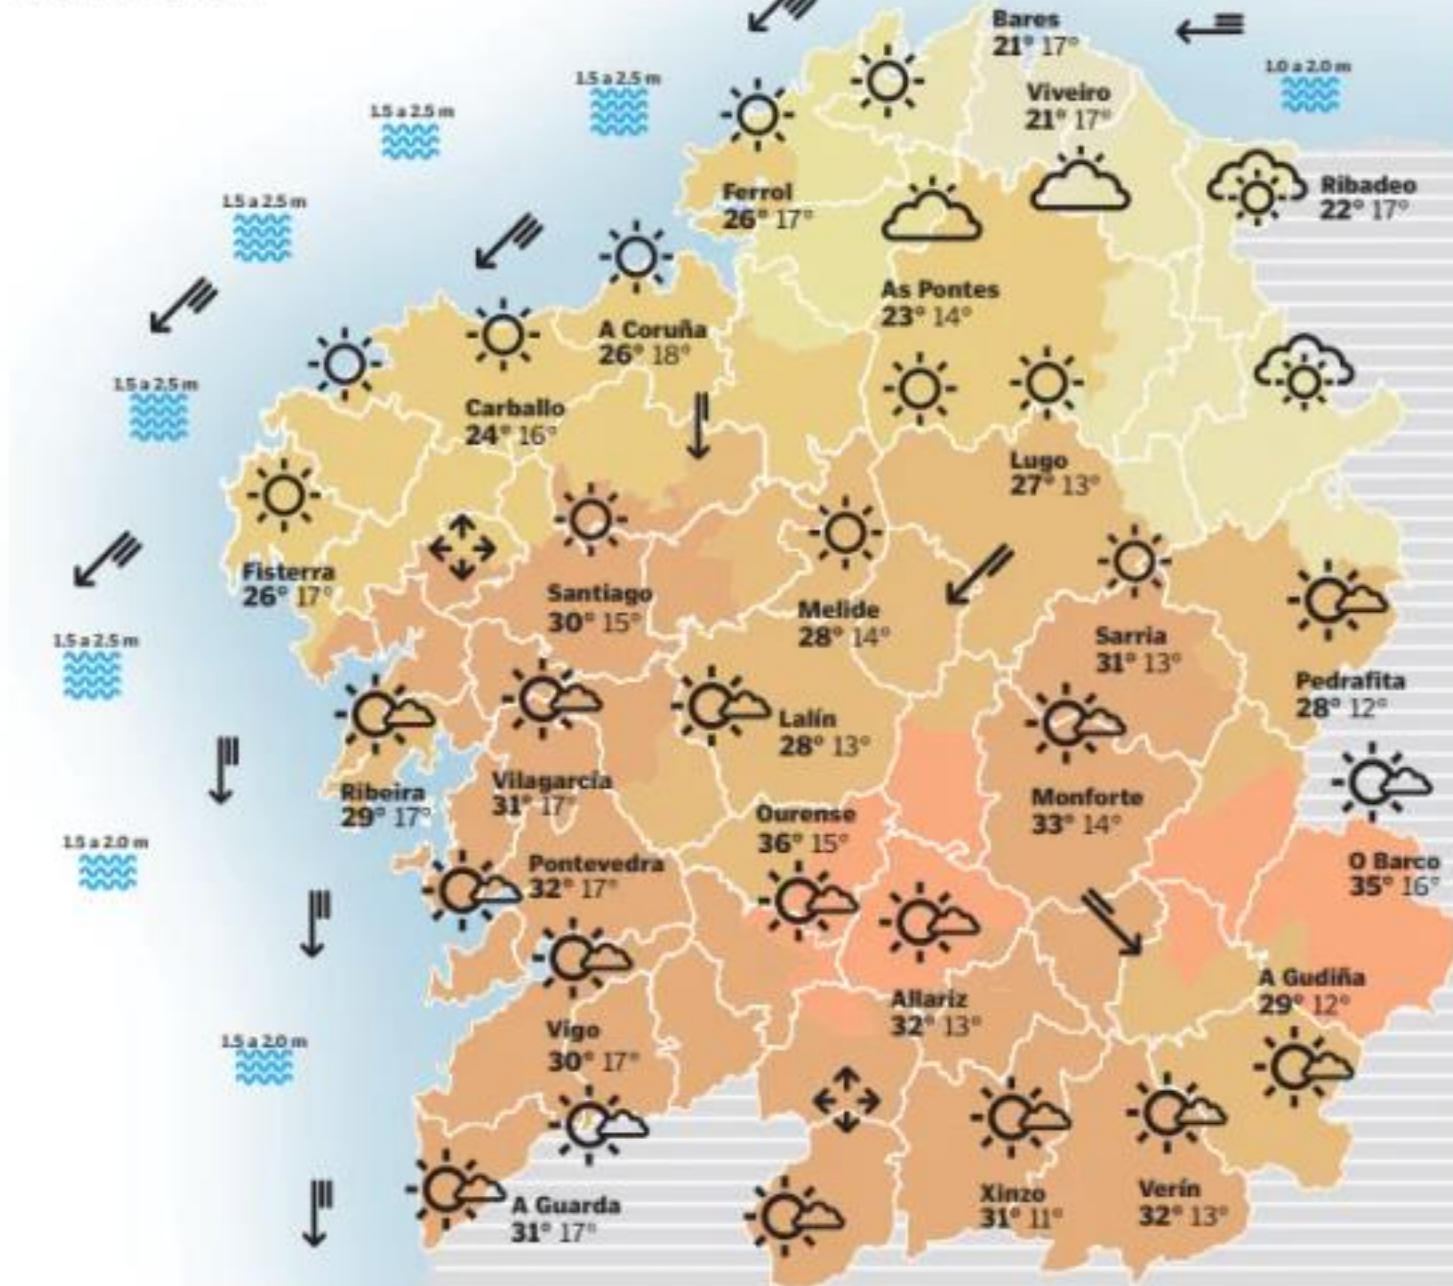 Bares
21° 17°
1.5 a 2.5 m
1.0 a 2.0 m
1.5 a 2.5 m
Viveiro
21° 17°
Ferrol
26° 17°
Ribadeo
22° 17°
1.5 a 2.5 m
As Pontes
23° 14°
A Coruña
26° 18°
1.5 a 2.5 m
Carballo
24° 16°
Lugo
27° 13°
Fisterra
26° 17°
Santiago
30° 15°
Melide
28° 14°
Sarria
31° 13°
1.5 a 2.5 m
Pedrafita
28° 12°
Lalín
28° 13°
Ribeira
29° 17°
Vilagarcía
31° 17°
Monforte
33° 14°
Ourense
36° 15°
1.5 a 2.0 m
Pontevedra
32° 17°
O Barco
35° 16°
A Gudiña
29° 12°
Allariz
32° 13°
Vigo
30° 17°
1.5 a 2.0 m
A Guarda
31° 17°
Xinzo
31° 11°
Verín
32° 13°